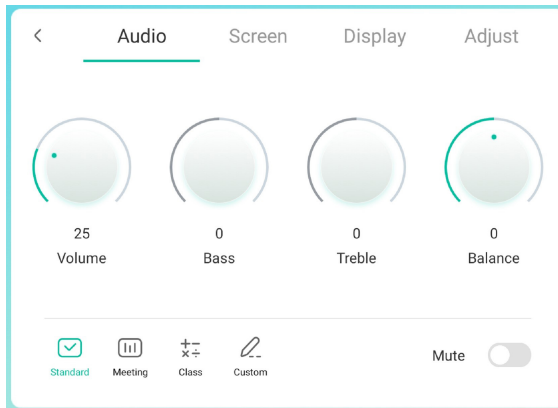 Audio Screen Display Adjust
25 0 0 0
Volume Bass Treble Balance
Standard Meeting Class Custom Mute